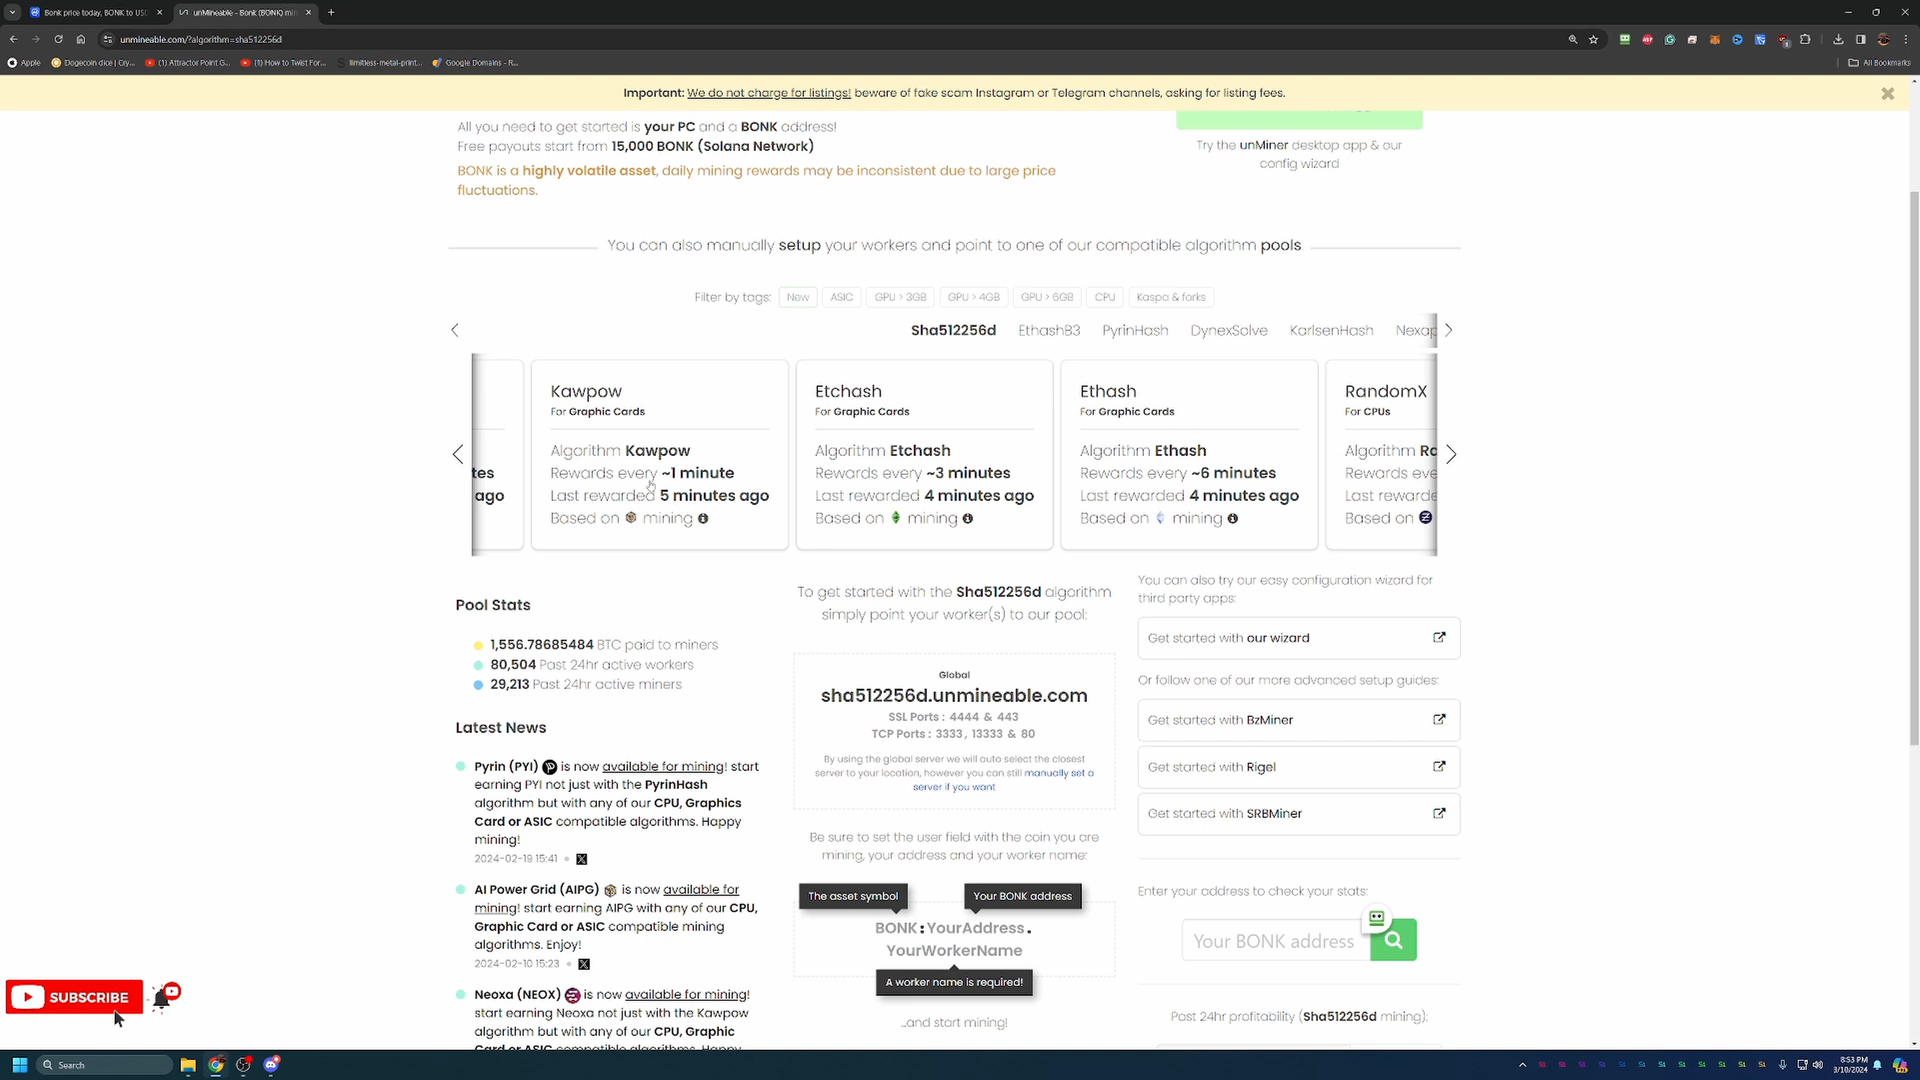 Bonk price today, BONK to USD
unMineable - Bonk (BONK) min
unmineable.com/?algorithm=sha512256d
Apple
Dogecoin dice | Cry...
(1) Attractor Point G...
(1) How to Twist For...
limitless-metal-print...
Google Domains - R...
All Bookmarks
Important: We do not charge for listings! beware of fake scam Instagram or Telegram channels, asking for listing fees.
All you need to get started is your PC and a BONK address!
Free payouts start from 15,000 BONK (Solana Network)
BONK is a highly volatile asset, daily mining rewards may be inconsistent due to large price
fluctuations.
Try the unMiner desktop app & our
config wizard
You can also manually setup your workers and point to one of our compatible algorithm pools
Filter by tags: New ASIC GPU > 3GB GPU > 4GB GPU > 6GB CPU Kaspa & forks
Sha512256d EthashB3 PyrinHash DynexSolve KarlsenHash Nexap
tes
ago
Kawpow
For Graphic Cards
Algorithm Kawpow
Rewards every ~1 minute
Last rewarded 5 minutes ago
Based on mining
Etchash
For Graphic Cards
Algorithm Etchash
Rewards every ~3 minutes
Last rewarded 4 minutes ago
Based on mining
Ethash
For Graphic Cards
Algorithm Ethash
Rewards every ~6 minutes
Last rewarded 4 minutes ago
Based on mining
RandomX
For CPUs
Algorithm Ra
Rewards eve
Last rewarde
Based on
Pool Stats
1,556.78685484 BTC paid to miners
80,504 Past 24hr active workers
29,213 Past 24hr active miners
Latest News
Pyrin (PYI) is now available for mining! start
earning PYI not just with the PyrinHash
algorithm but with any of our CPU, Graphics
Card or ASIC compatible algorithms. Happy
mining!
2024-02-19 15:41
AI Power Grid (AIPG) is now available for
mining! start earning AIPG with any of our CPU,
Graphic Card or ASIC compatible mining
algorithms. Enjoy!
2024-02-10 15:23
Neoxa (NEOX) is now available for mining!
start earning Neoxa not just with the Kawpow
algorithm but with any of our CPU, Graphic
Card or ASIC compatible algorithms. Happy
To get started with the Sha512256d algorithm
simply point your worker(s) to our pool:
Global
sha512256d.unmineable.com
SSL Ports : 4444 & 443
TCP Ports : 3333, 13333 & 80
By using the global server we will auto select the closest
server to your location, however you can still manually set a
server if you want
Be sure to set the user field with the coin you are
mining, your address and your worker name:
The asset symbol
Your BONK address
BONK:YourAddress.
YourWorkerName
A worker name is required!
...and start mining!
You can also try our easy configuration wizard for
third party apps:
Get started with our wizard
Or follow one of our more advanced setup guides:
Get started with BzMiner
Get started with Rigel
Get started with SRBMiner
Enter your address to check your stats:
Your BONK address
Past 24hr profitability (Sha512256d mining):
SUBSCRIBE
Search
8:53 PM
3/10/2024